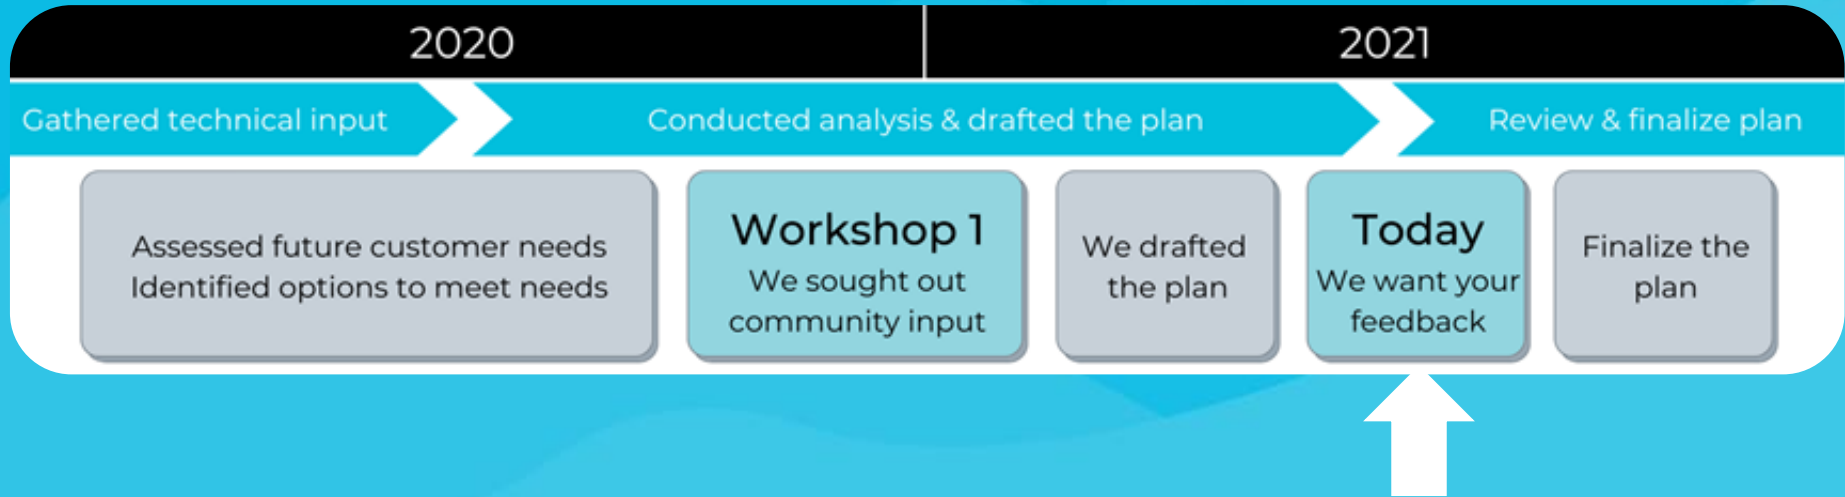 2020
2021
Gathered technical input
Conducted analysis & drafted the plan
Review & finalize plan
Assessed future customer needs
Identified options to meet needs
Workshop 1
We sought out
community input
We drafted
the plan
Today
We want your
feedback
Finalize the
plan